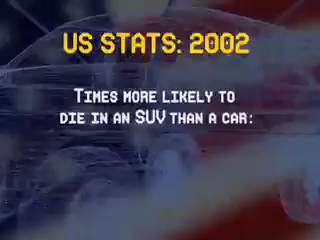 US STATS: 2002
TIMES MORE LIKELY TO
DIE IN AN SUV THAN A CAR: